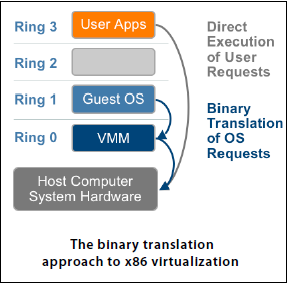 Ring 3
User Apps
Direct
Execution
of User
Requests
Ring 2
Ring 1
Guest OS
Binary
Translation
of OS
Requests
Ring 0
VMM
Host Computer
System Hardware
The binary translation
approach to x86 virtualization